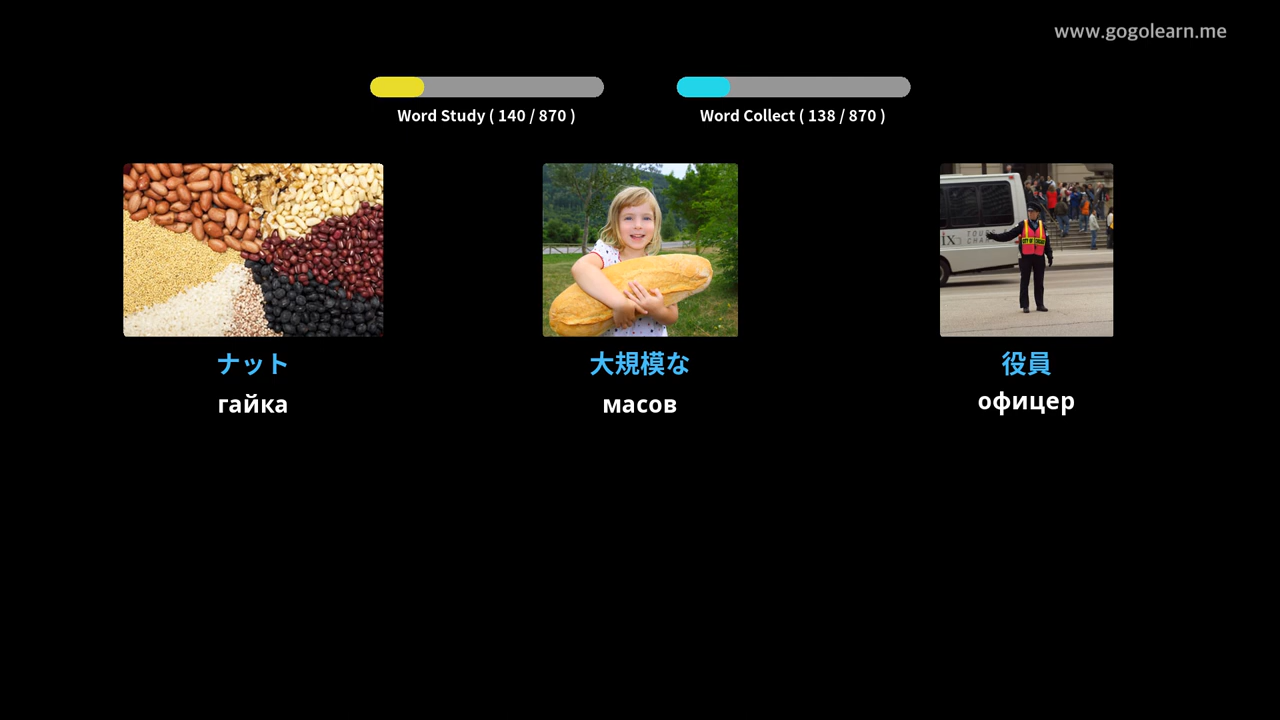 www.gogolearn.me
Word Study ( 140 / 870 )
Word Collect ( 138 / 870 )
ナット
大規模な
役員
гайка
масов
офицер